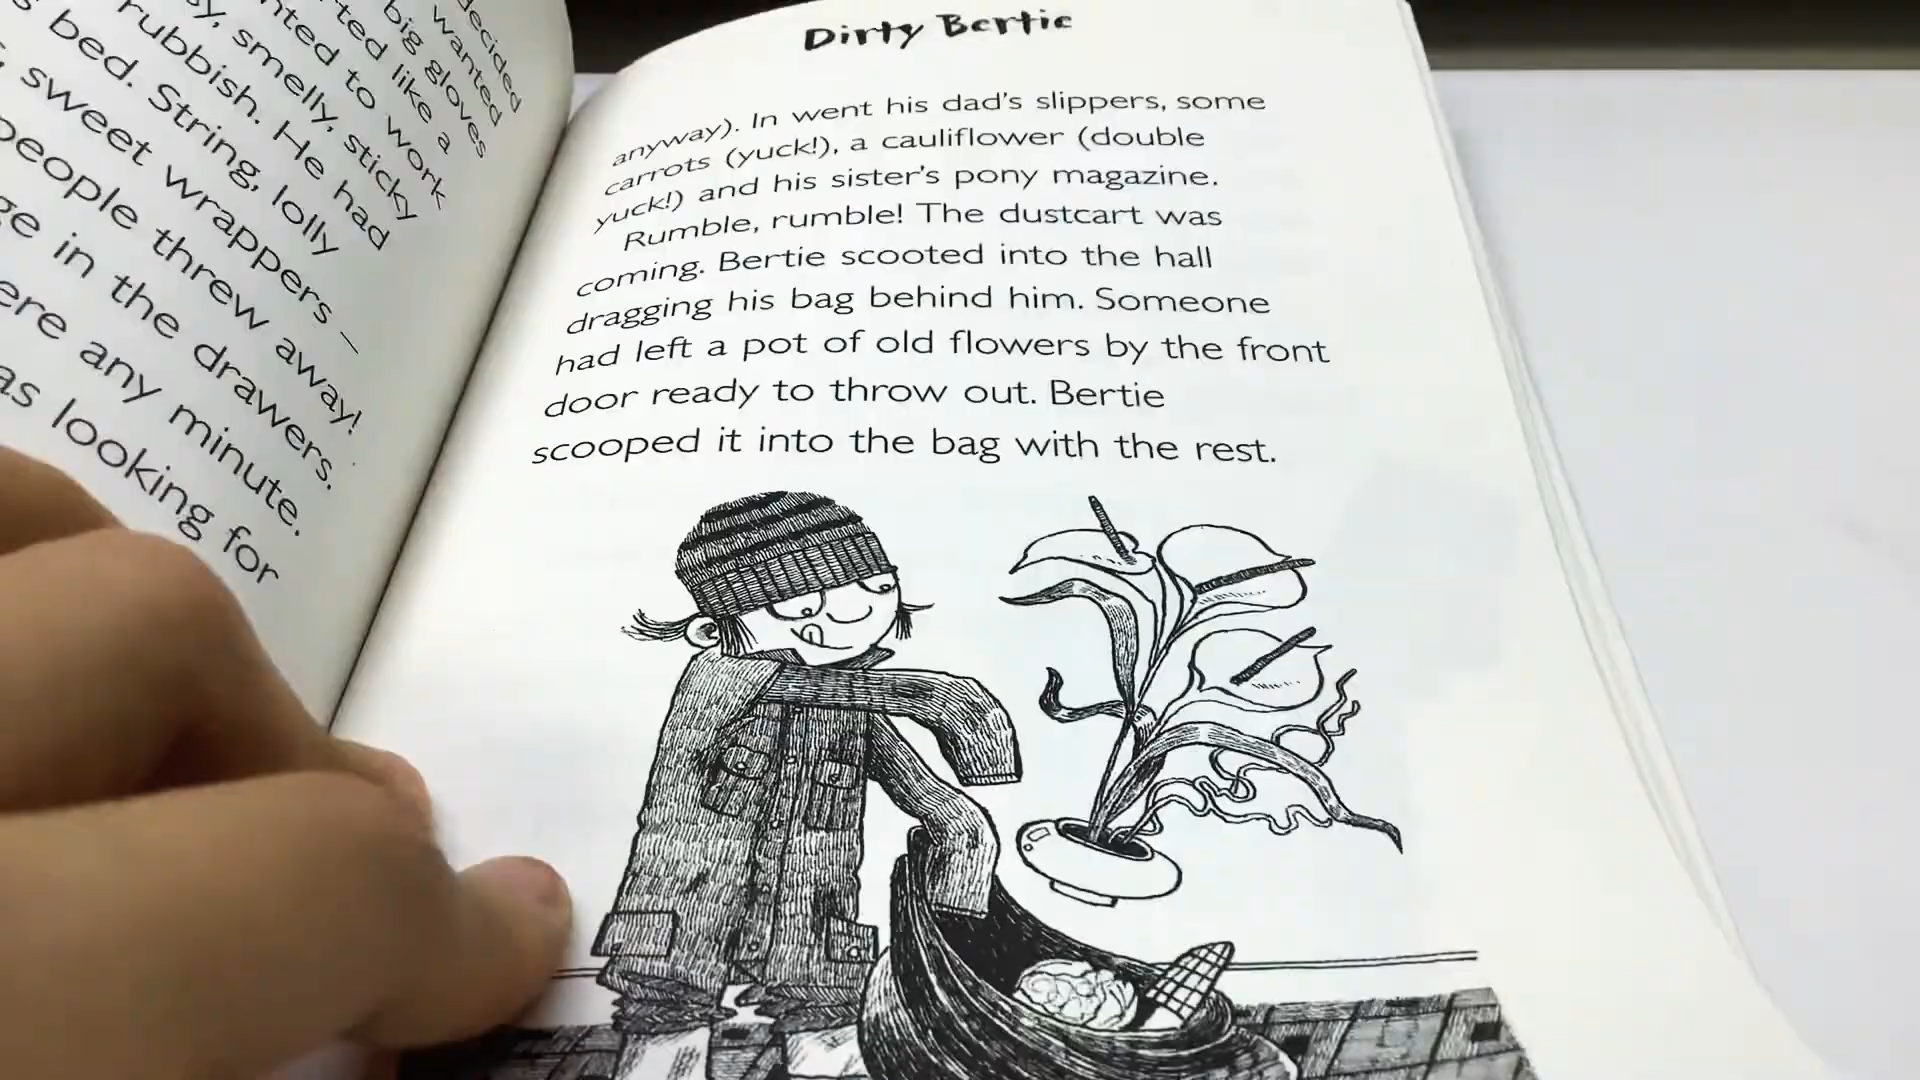 decided
wanted
big gloves
rted like a
nted to work
y, smelly, sticky
rubbish. He had
bed. String, lolly
, sweet wrappers –
people threw away!
ge in the drawers.
ere any minute.
as looking for
Dirty Bertie
anyway). In went his dad's slippers, some
carrots (yuck!), a cauliflower (double
yuck!) and his sister's pony magazine.
Rumble, rumble! The dustcart was
coming. Bertie scooted into the hall
dragging his bag behind him. Someone
had left a pot of old flowers by the front
door ready to throw out. Bertie
scooped it into the bag with the rest.